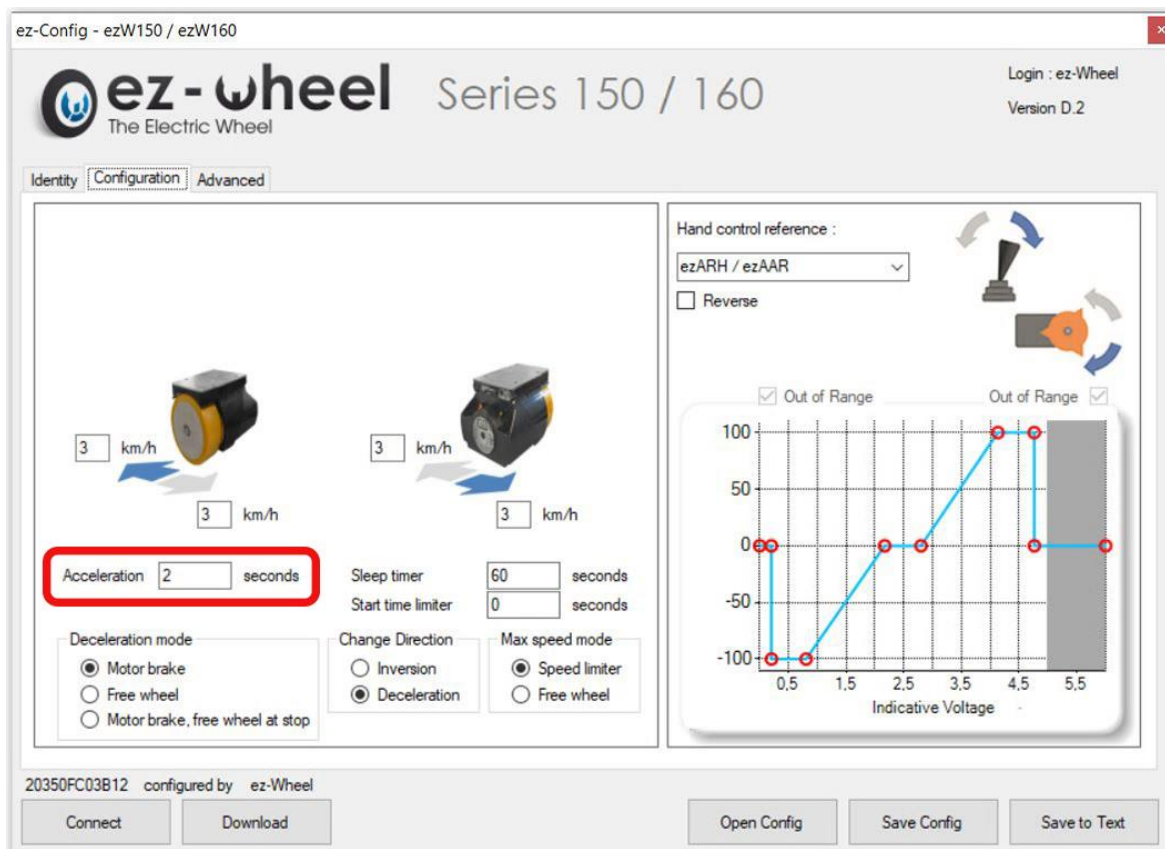 ez-Config - ezW150 / ezW160
ez-wheel
The Electric Wheel
Series 150 / 160
Login : ez-Wheel
Version D.2
Identity Configuration Advanced
3 km/h
3 km/h
3 km/h
3 km/h
Acceleration 2 seconds
Sleep timer 60 seconds
Start time limiter 0 seconds
Deceleration mode
Motor brake
Free wheel
Motor brake, free wheel at stop
Change Direction
Inversion
Deceleration
Max speed mode
Speed limiter
Free wheel
Hand control reference :
ezARH / ezAAR
Reverse
Out of Range Out of Range
100
50
0
-50
-100
0,5 1,5 2,5 3,5 4,5 5,5
Indicative Voltage
20350FC03B12 configured by ez-Wheel
Connect Download Open Config Save Config Save to Text